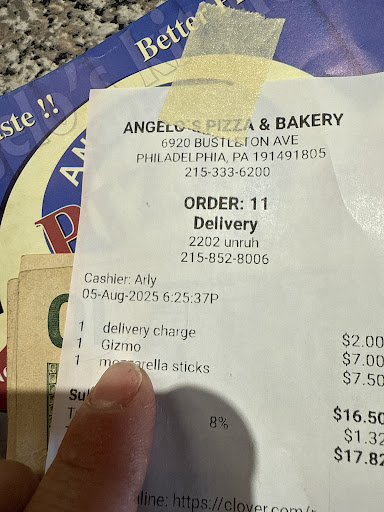 Better
ste !!
AN
ANGELO'S PIZZA & BAKERY
6920 BUSTLETON AVE
PHILADELPHIA, PA 191491805
215-333-6200
ORDER: 11
Delivery
2202 unruh
215-852-8006
Cashier: Arly
05-Aug-2025 6:25:37P
1 delivery charge $2.00
1 Gizmo $7.00
1 mozzarella sticks $7.50
Su $16.50
T 8% $1.32
$17.82
line: https://clover.com/